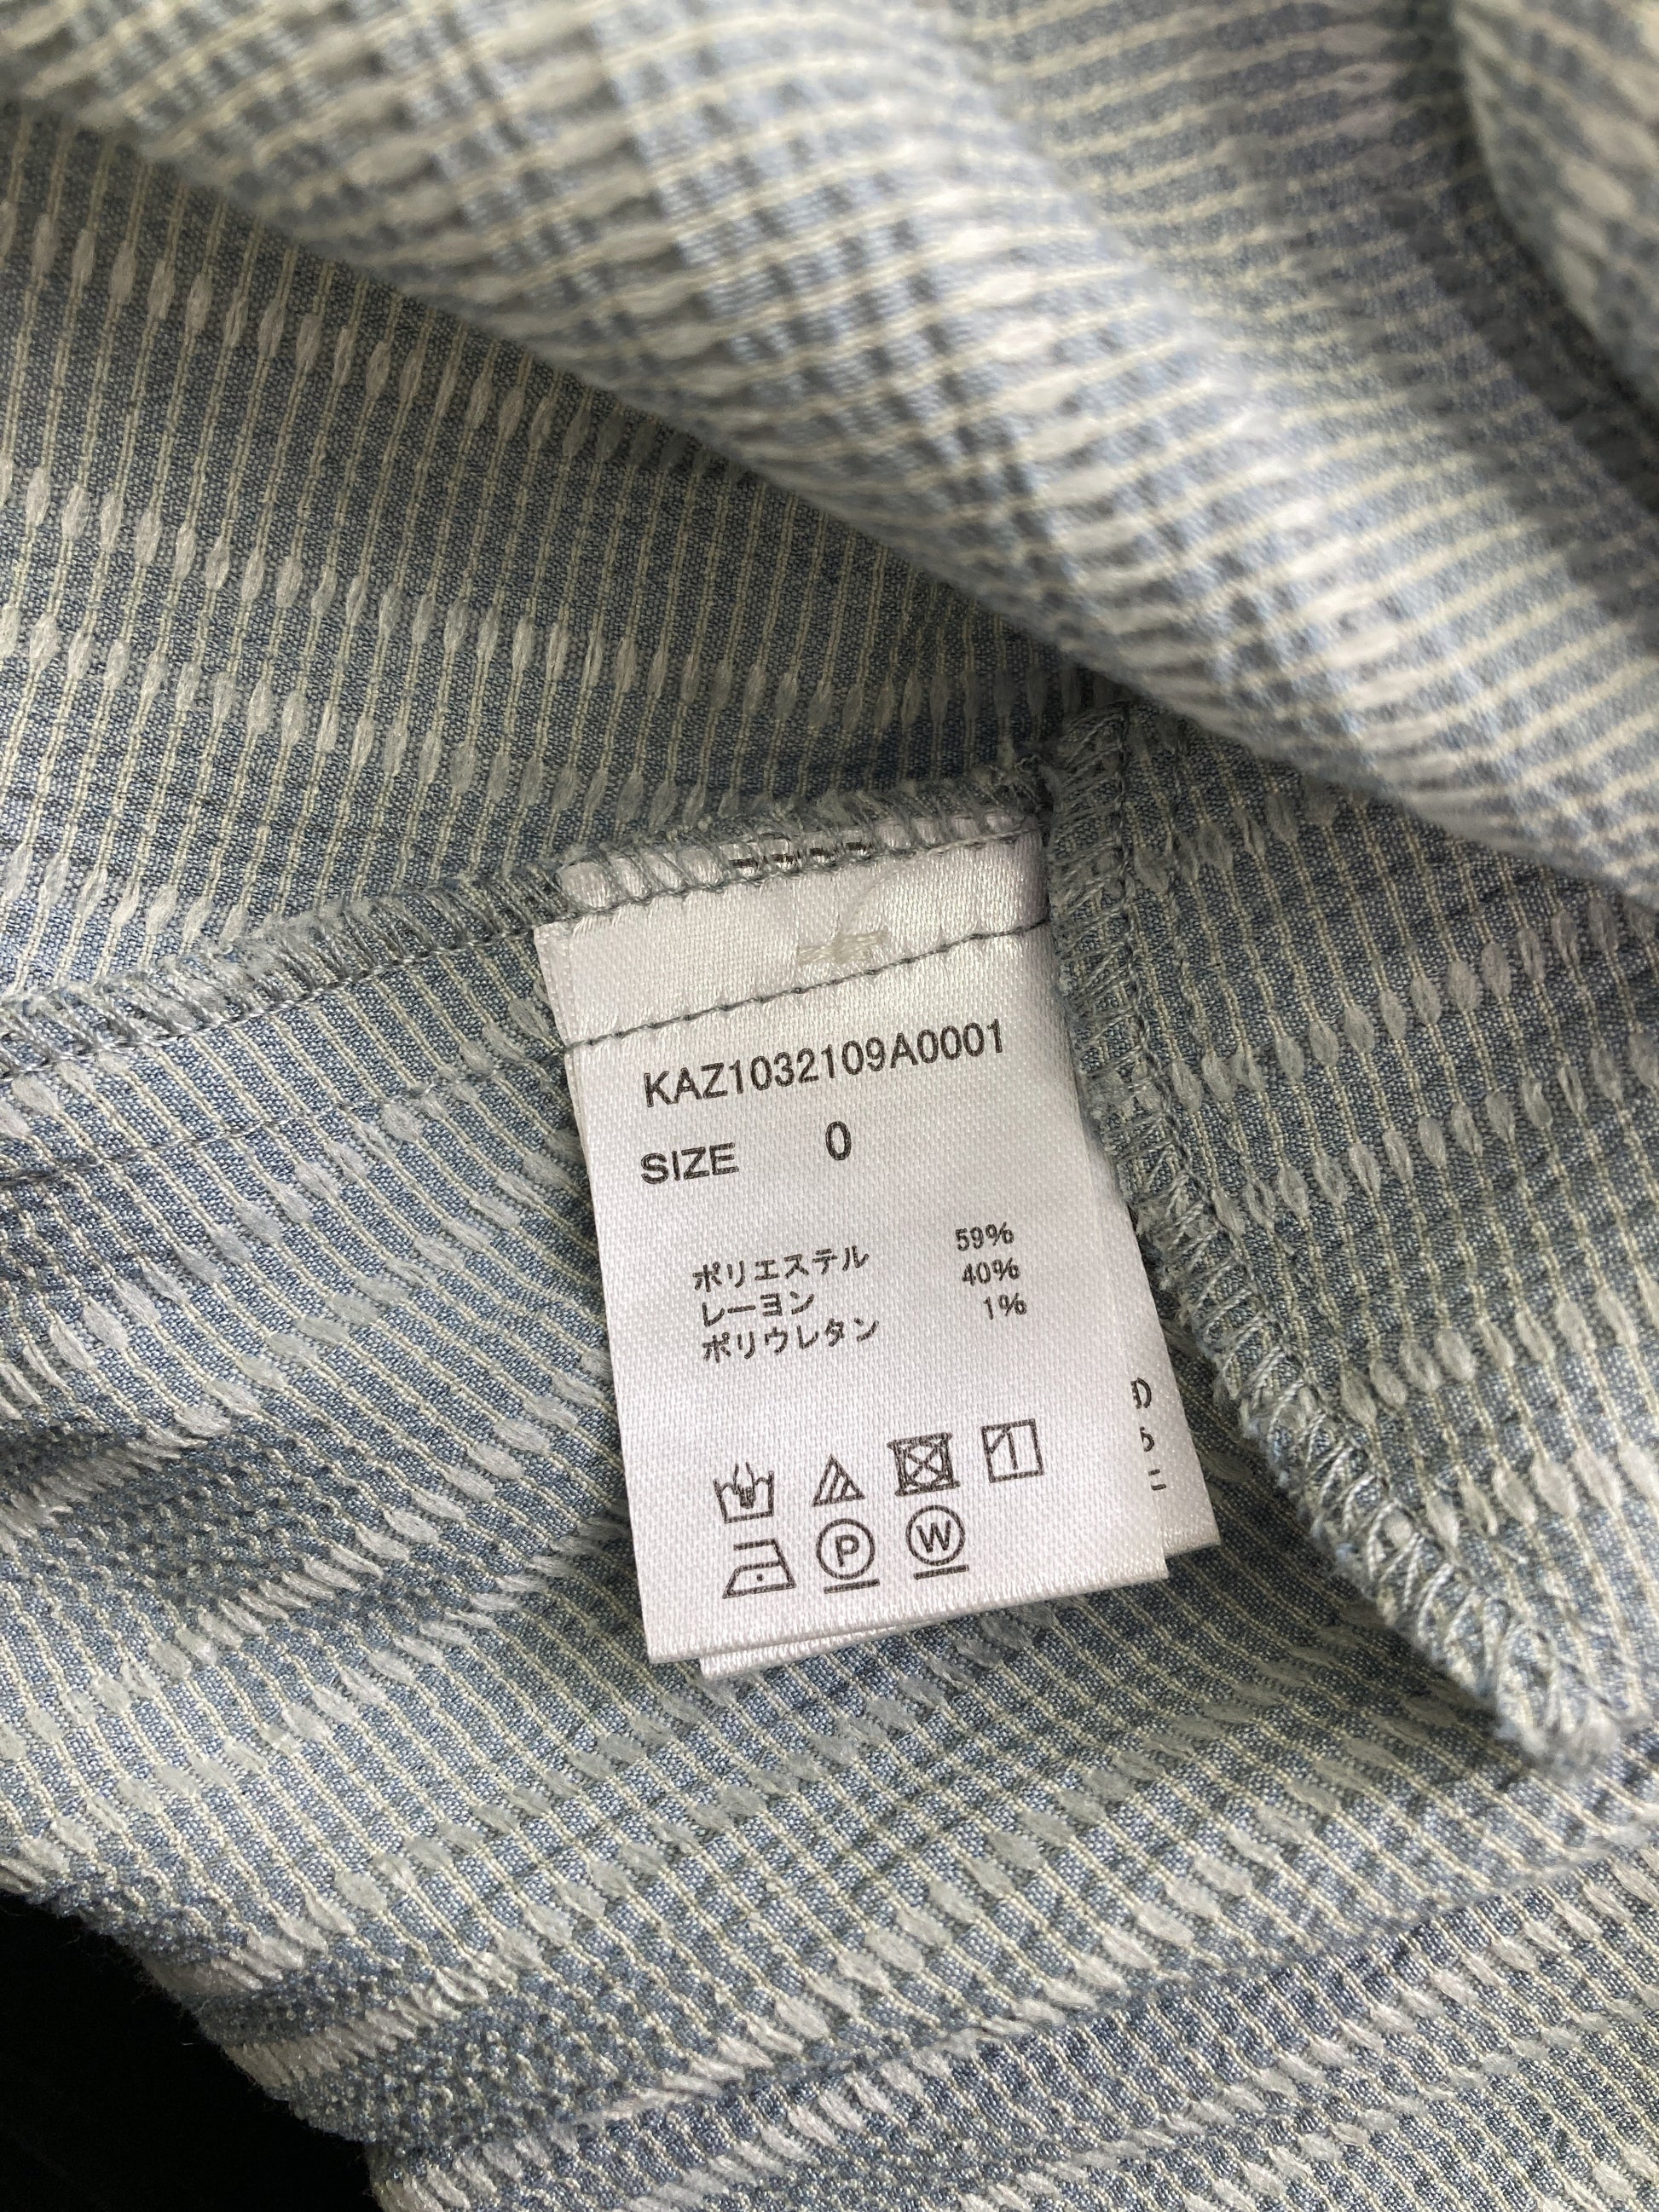 KAZ1032109A0001
SIZE 0
ポリエステル 59%
レーヨン 40%
ポリウレタン 1%
P W